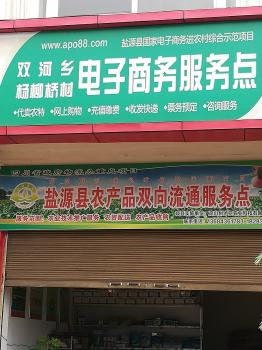 www.apo88.com 盐源县国家电子商务进农村综合示范项目
双河乡
杨柳桥村 电子商务服务点
·代卖农特 ·网上购物 ·充值缴费 ·收发快递 ·票务预定 ·咨询服务
盐源县农产品双向流通服务点